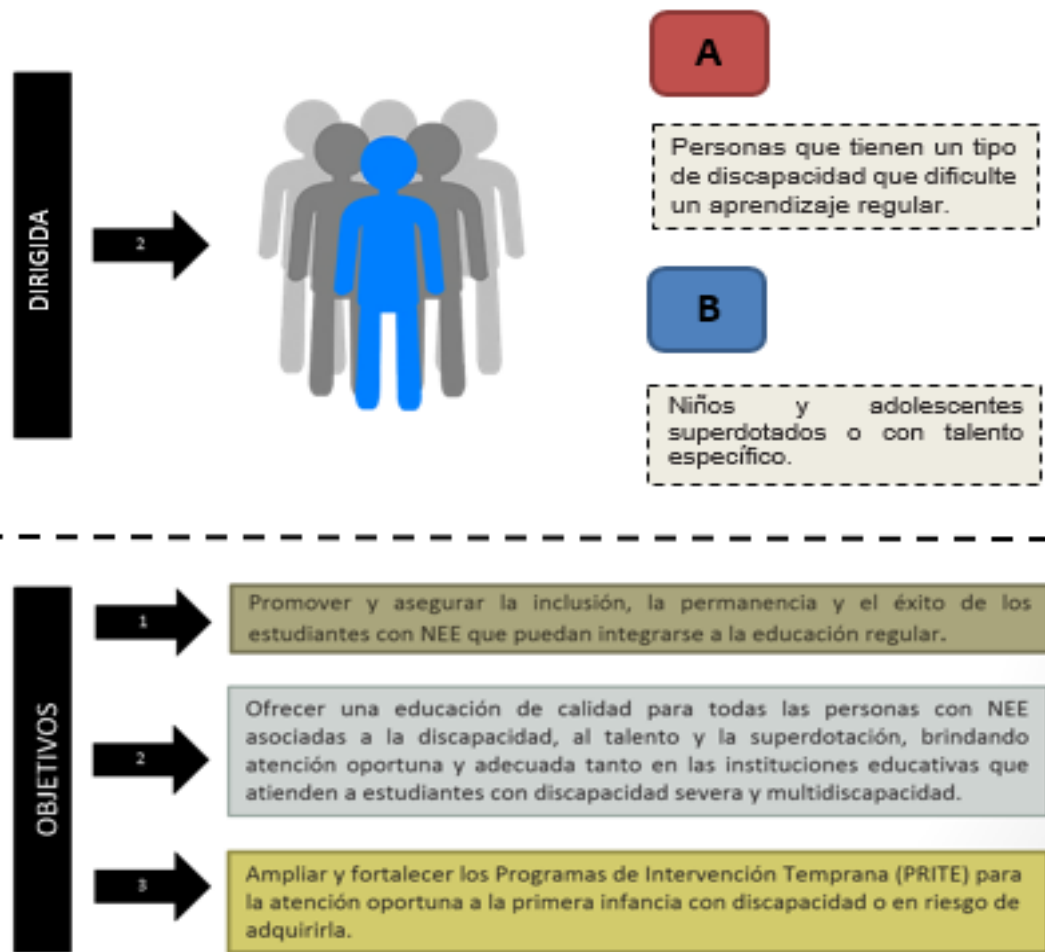 DIRIGIDA
2
A
Personas que tienen un tipo
de discapacidad que dificulte
un aprendizaje regular.
B
Niños y adolescentes
superdotados o con talento
específico.
OBJETIVOS
1
Promover y asegurar la inclusión, la permanencia y el éxito de los
estudiantes con NEE que puedan integrarse a la educación regular.
2
Ofrecer una educación de calidad para todas las personas con NEE
asociadas a la discapacidad, al talento y la superdotación, brindando
atención oportuna y adecuada tanto en las instituciones educativas que
atienden a estudiantes con discapacidad severa y multidiscapacidad.
3
Ampliar y fortalecer los Programas de Intervención Temprana (PRITE) para
la atención oportuna a la primera infancia con discapacidad o en riesgo de
adquirirla.